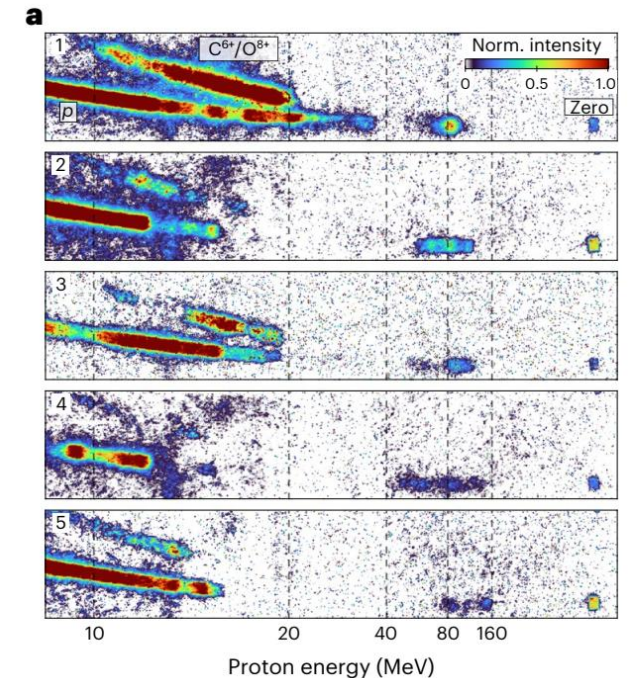 a
1
C⁶⁺/O⁸⁺
Norm. intensity
0 0.5 1.0
p
Zero
2
3
4
5
10 20 40 80 160
Proton energy (MeV)